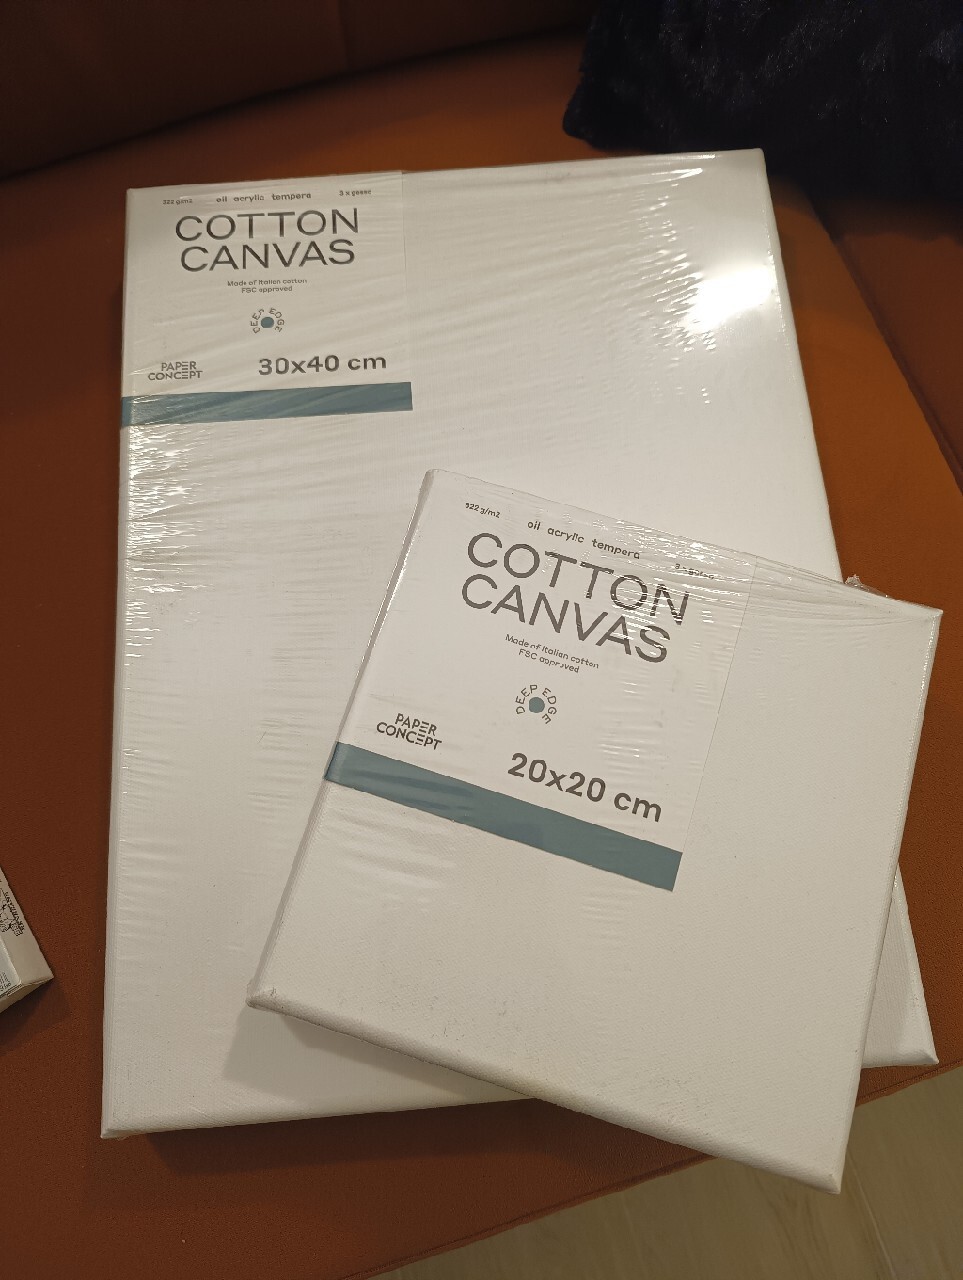 322 g/m2 oil acrylic tempera 3 x gesso
COTTON
CANVAS
Made of Italian cotton
FSC approved
DEEP EDGE
PAPER
CONCEPT
30x40 cm
322 g/m2 oil acrylic tempera 3 x gesso
COTTON
CANVAS
Made of Italian cotton
FSC approved
DEEP EDGE
PAPER
CONCEPT
20x20 cm